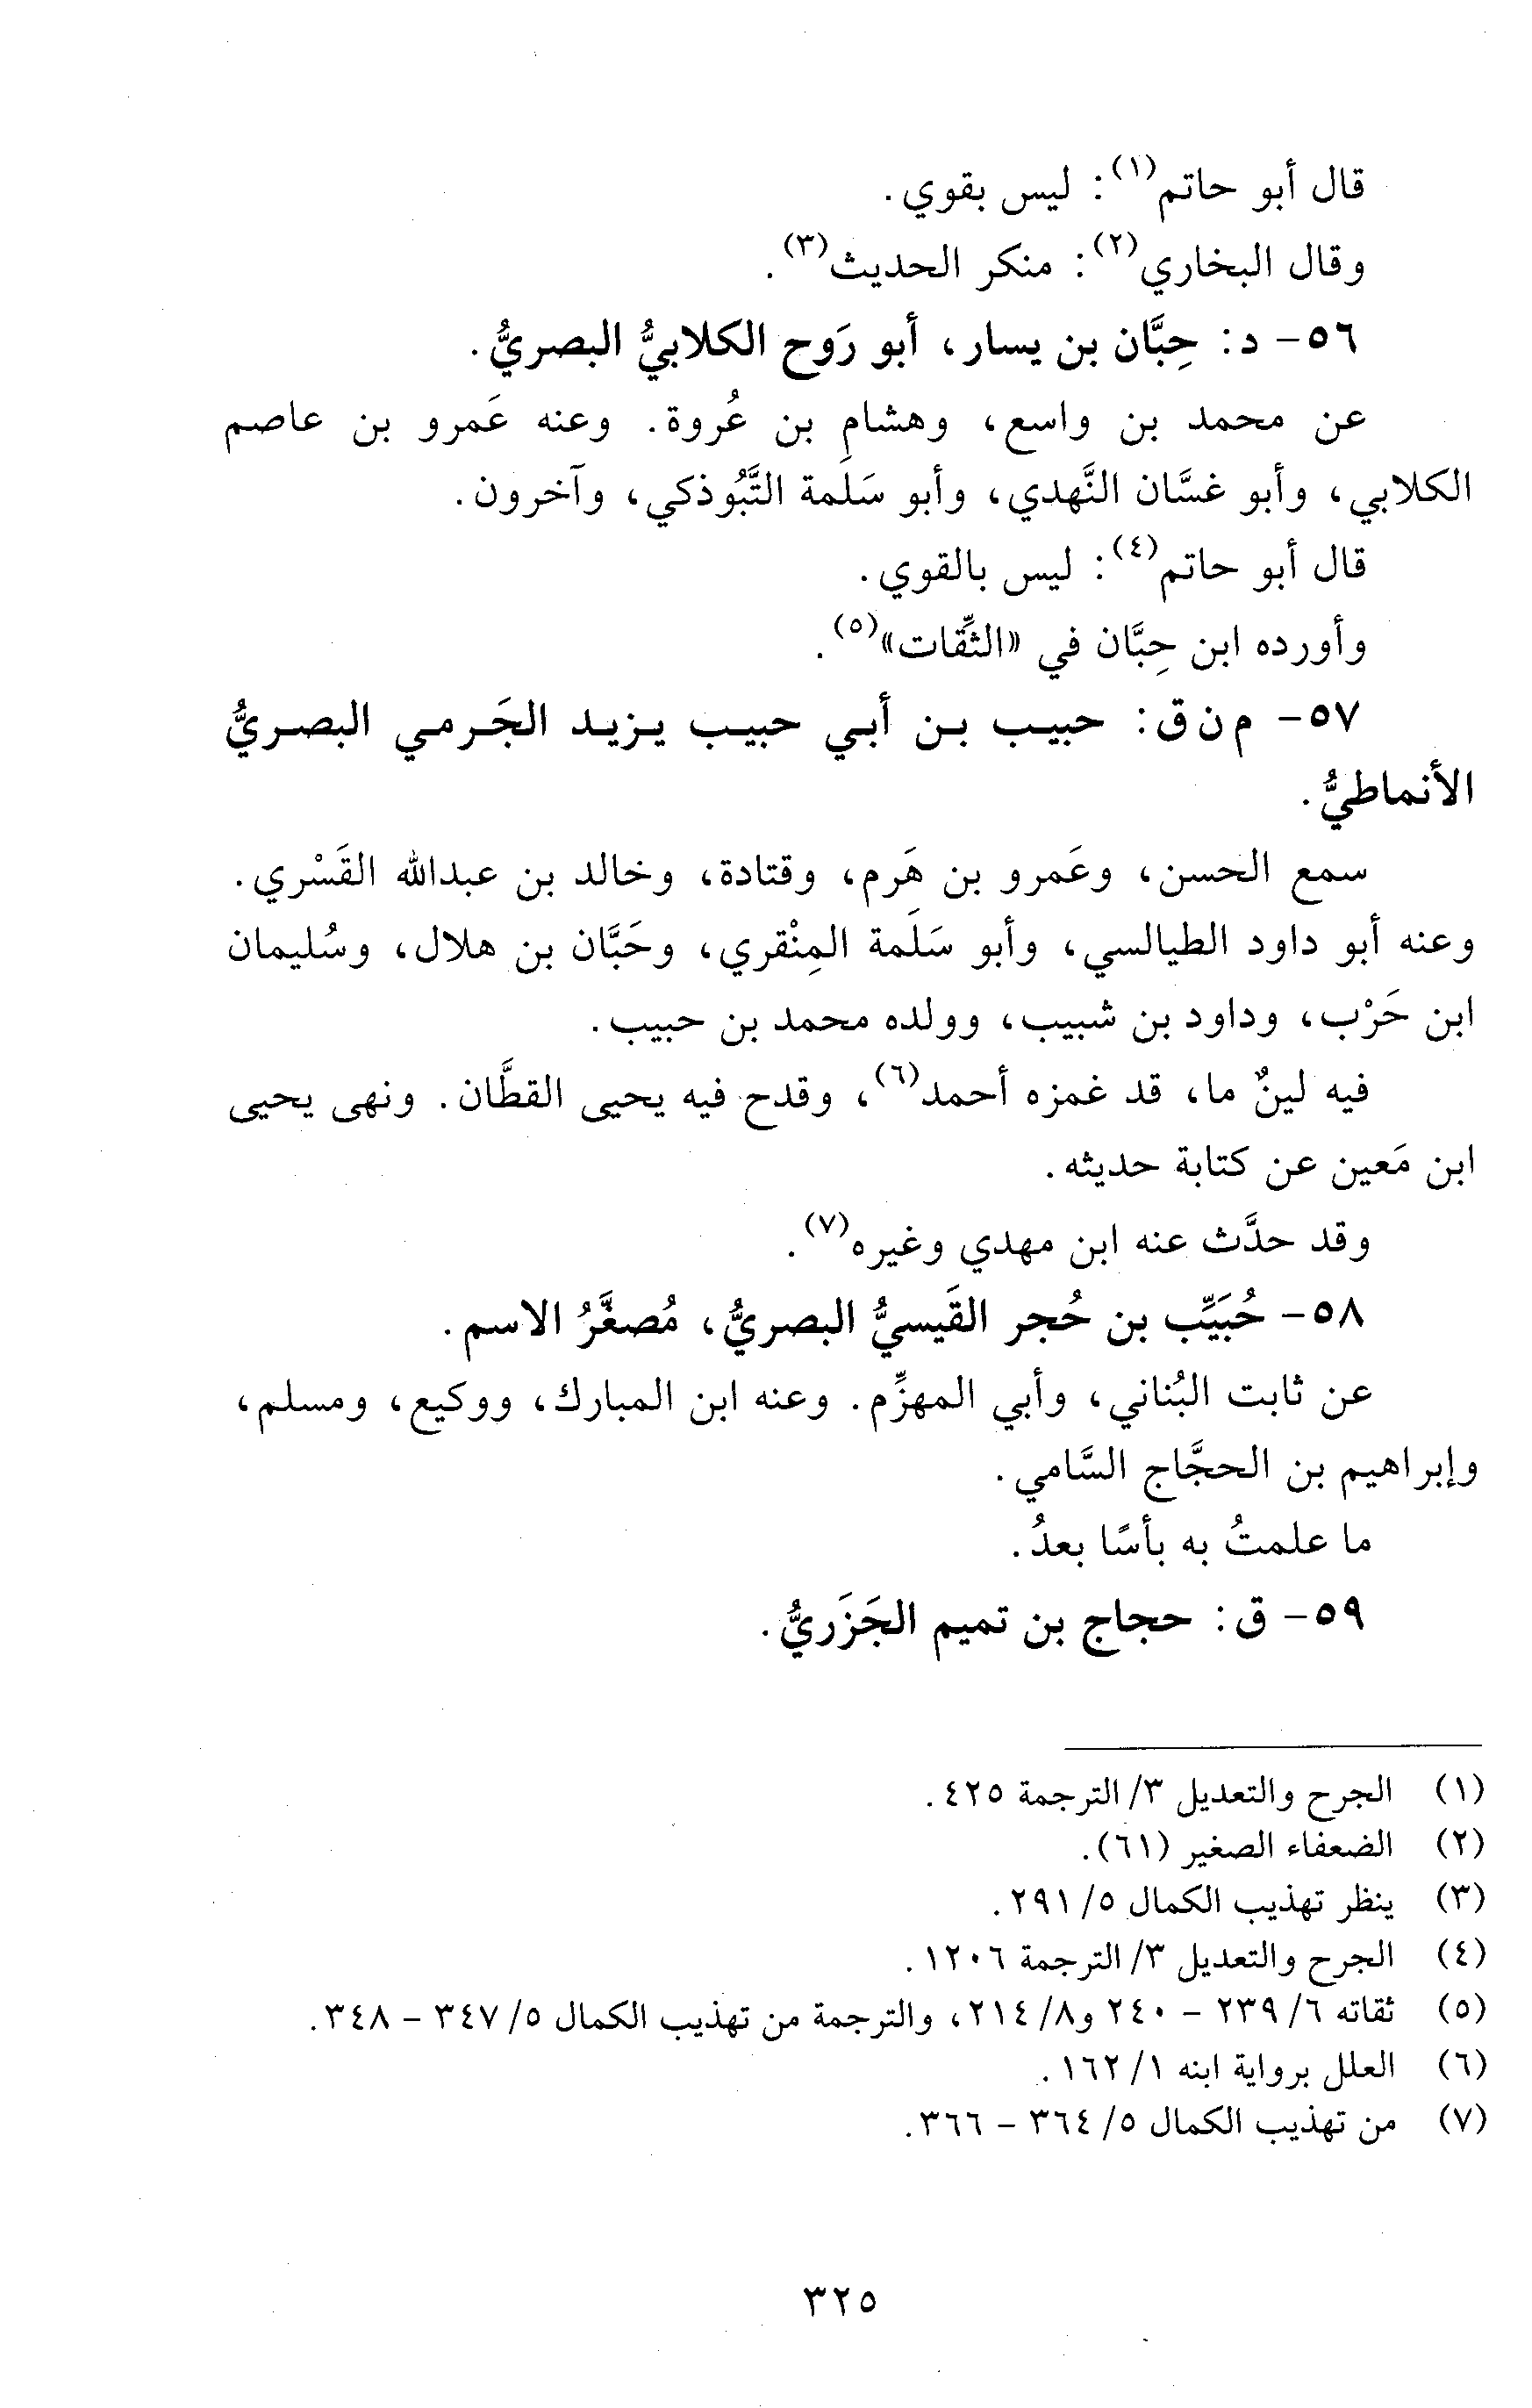 قال أبو حاتم(١): ليس بقوي.
وقال البخاري(٢): منكر الحديث(٣).
٥٦- د: حِبَّان بن يسار، أبو رَوح الكلابيُّ البصريُّ.
عن محمد بن واسع، وهشام بن عُروة. وعنه عَمرو بن عاصم
الكلابي، وأبو غسَّان النَّهدي، وأبو سَلَمة التَّبُوذكي، وآخرون.
قال أبو حاتم(٤): ليس بالقوي.
وأورده ابن حِبَّان في «الثِّقات»(٥).
٥٧- م ن ق: حبيب بن أبي حبيب يزيد الجَرمي البصريُّ
الأنماطيُّ.
سمع الحسن، وعَمرو بن هَرِم، وقتادة، وخالد بن عبدالله القَسْري.
وعنه أبو داود الطيالسي، وأبو سَلَمة المِنْقري، وحَبَّان بن هلال، وسُليمان
ابن حَرْب، وداود بن شبيب، وولده محمد بن حبيب.
فيه لينٌ ما، قد غمزه أحمد(٦)، وقدح فيه يحيى القطَّان. ونهى يحيى
ابن مَعين عن كتابة حديثه.
وقد حدَّث عنه ابن مهدي وغيره(٧).
٥٨- حُبَيِّب بن حُجر القَيسيُّ البصريُّ، مُصغَّرُ الاسم.
عن ثابت البُناني، وأبي المهزِّم. وعنه ابن المبارك، ووكيع، ومسلم،
وإبراهيم بن الحجَّاج السَّامي.
ما علمتُ به بأسًا بعدُ.
٥٩- ق: حجاج بن تميم الجَزَريُّ.
(١) الجرح والتعديل ٣/ الترجمة ٤٢٥.
(٢) الضعفاء الصغير (٦١).
(٣) ينظر تهذيب الكمال ٥/ ٢٩١.
(٤) الجرح والتعديل ٣/ الترجمة ١٢٠٦.
(٥) ثقاته ٦/ ٢٣٩ - ٢٤٠ و٨/ ٢١٤، والترجمة من تهذيب الكمال ٥/ ٣٤٧ - ٣٤٨.
(٦) العلل برواية ابنه ١/ ١٦٢.
(٧) من تهذيب الكمال ٥/ ٣٦٤ - ٣٦٦.
٣٢٥